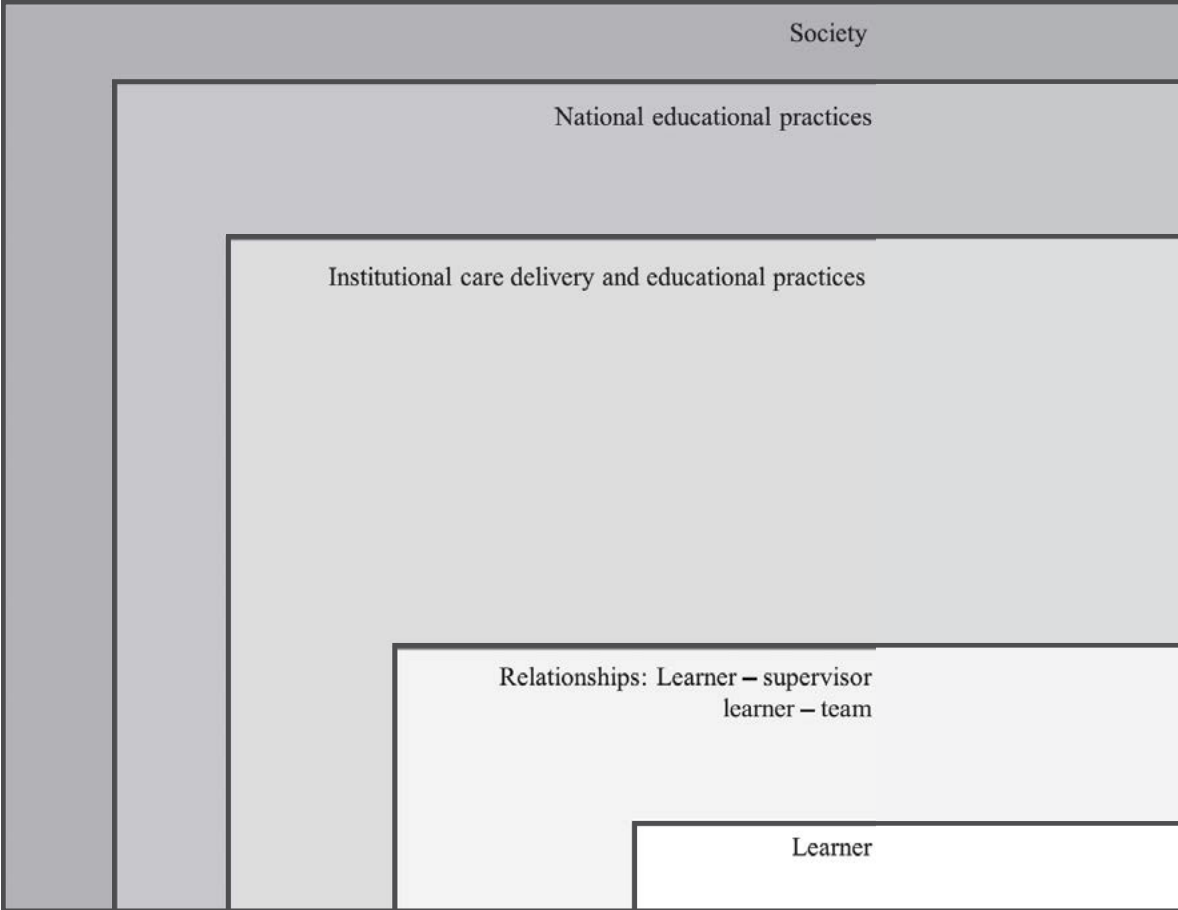 Society
National educational practices
Institutional care delivery and educational practices
Relationships: Learner – supervisor
learner – team
Learner